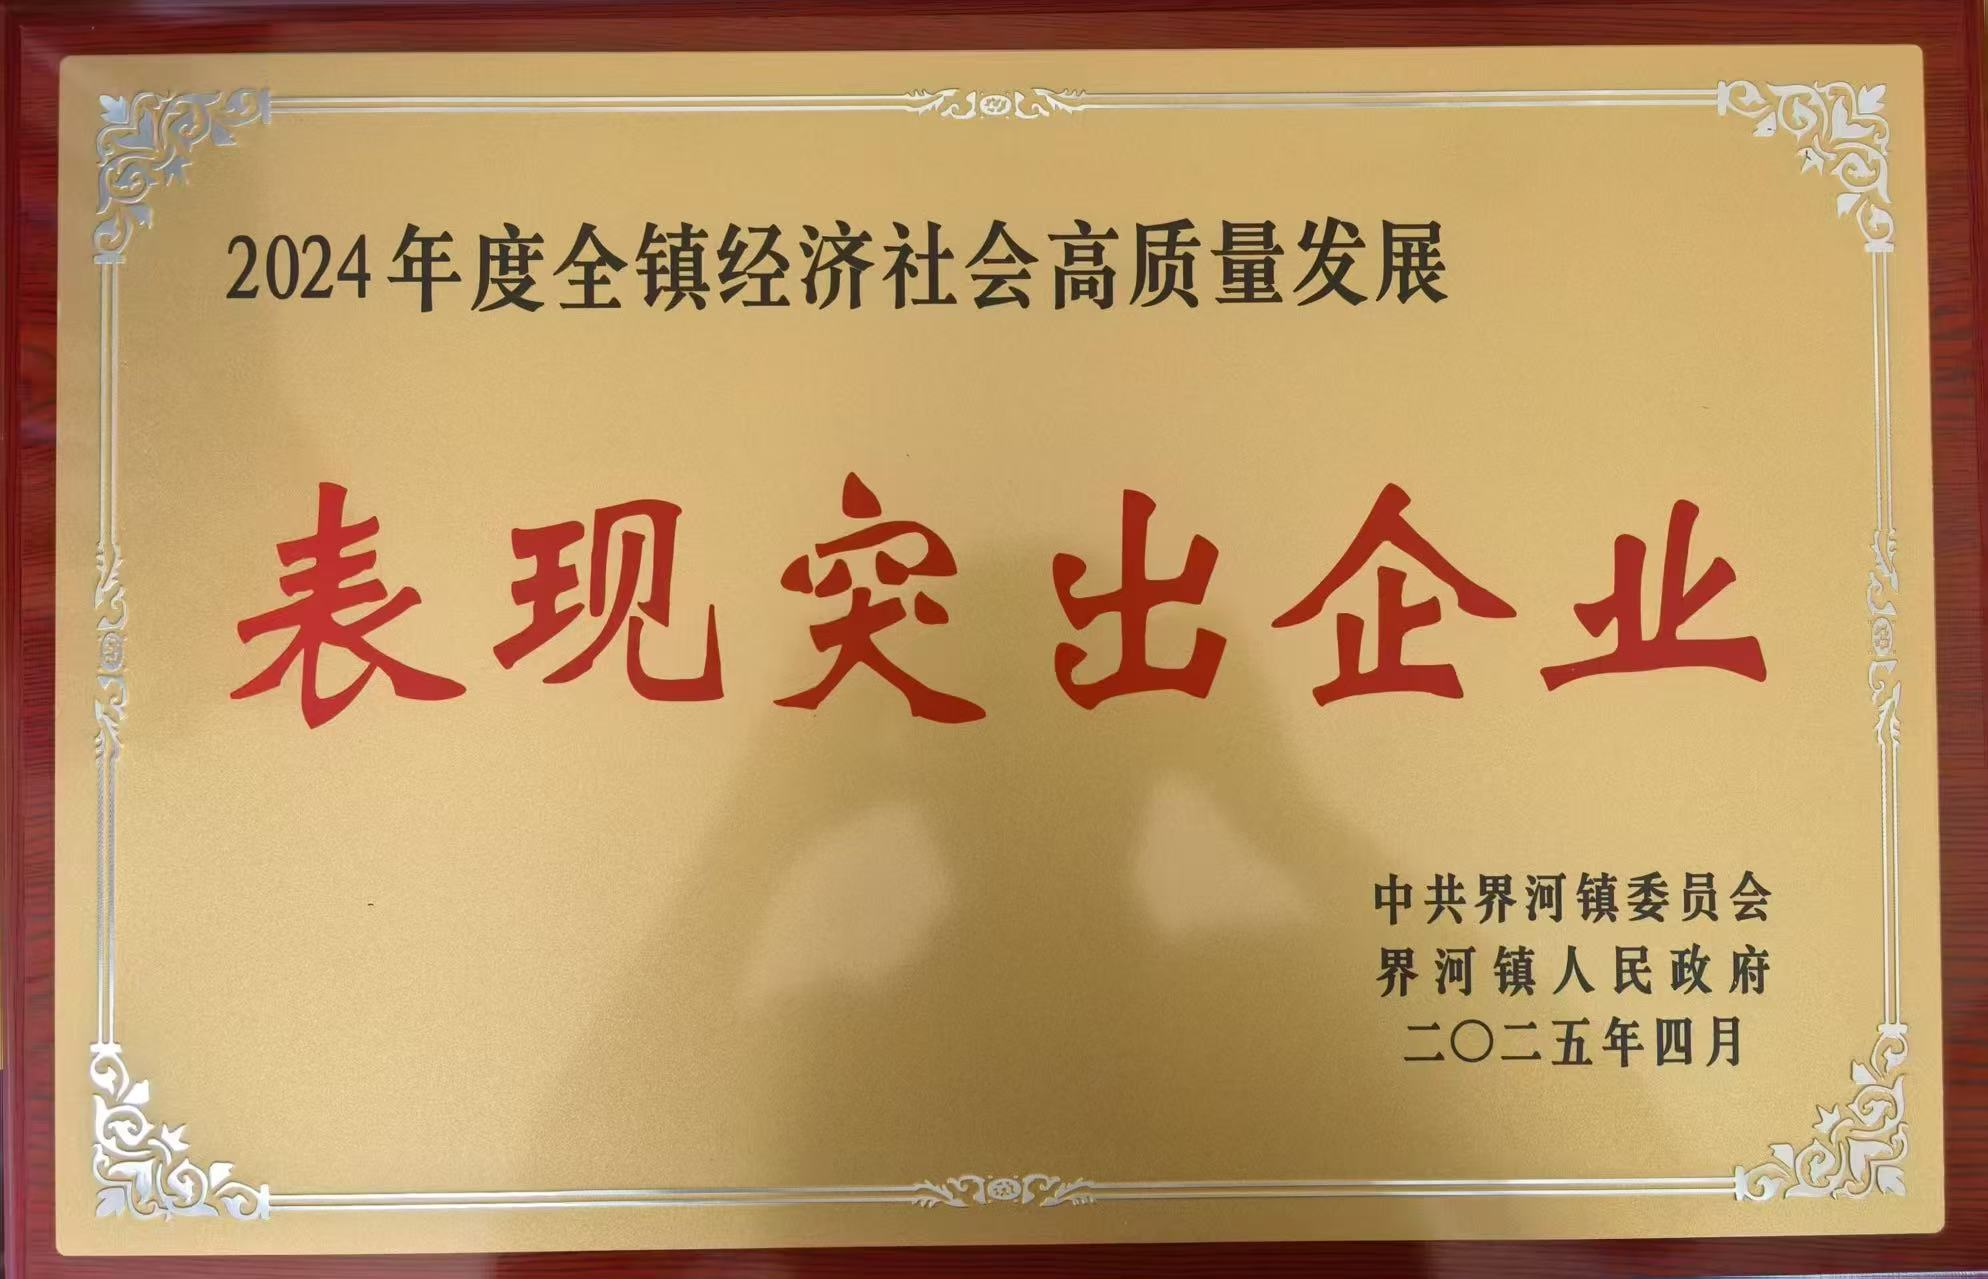 2024年度全镇经济社会高质量发展
表现突出企业
中共界河镇委员会
界河镇人民政府
二〇二五年四月